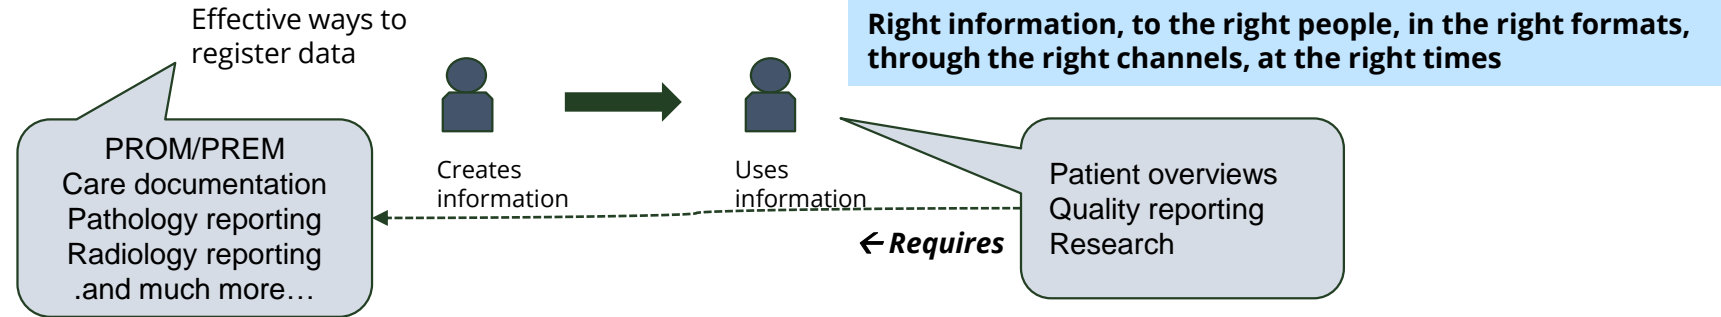 Effective ways to
register data
Right information, to the right people, in the right formats,
through the right channels, at the right times
PROM/PREM
Care documentation
Pathology reporting
Radiology reporting
.and much more…
Creates
information
Uses
information
← Requires
Patient overviews
Quality reporting
Research